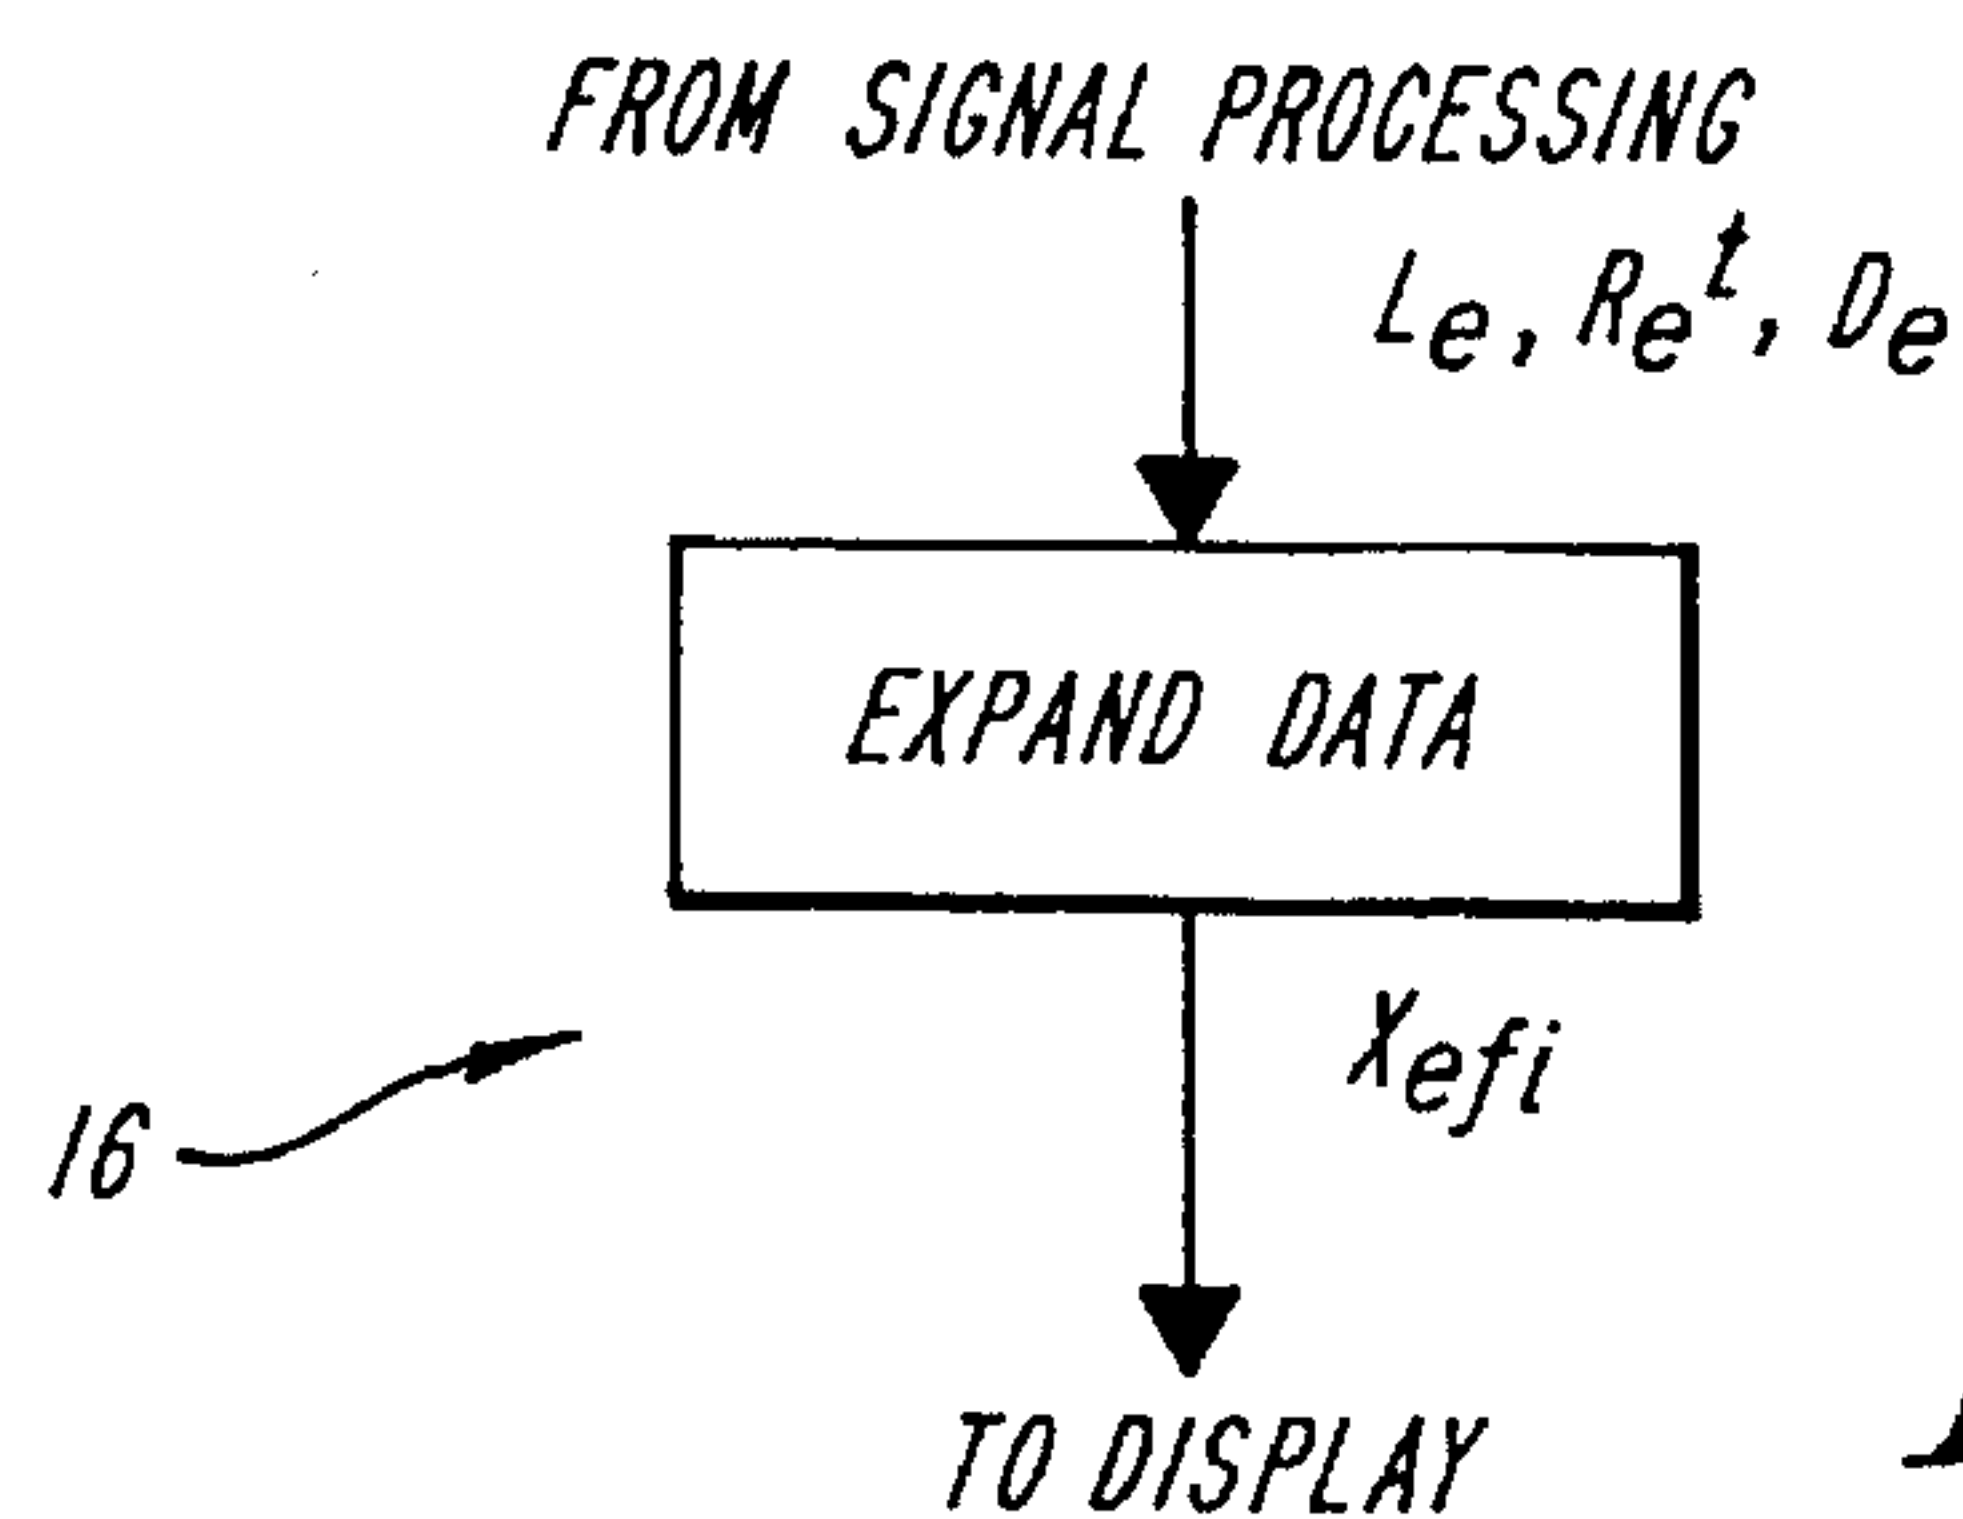 FROM SIGNAL PROCESSING
Lₑ, Rₑᵗ, Dₑ
EXPAND DATA
Xefi
16
TO DISPLAY